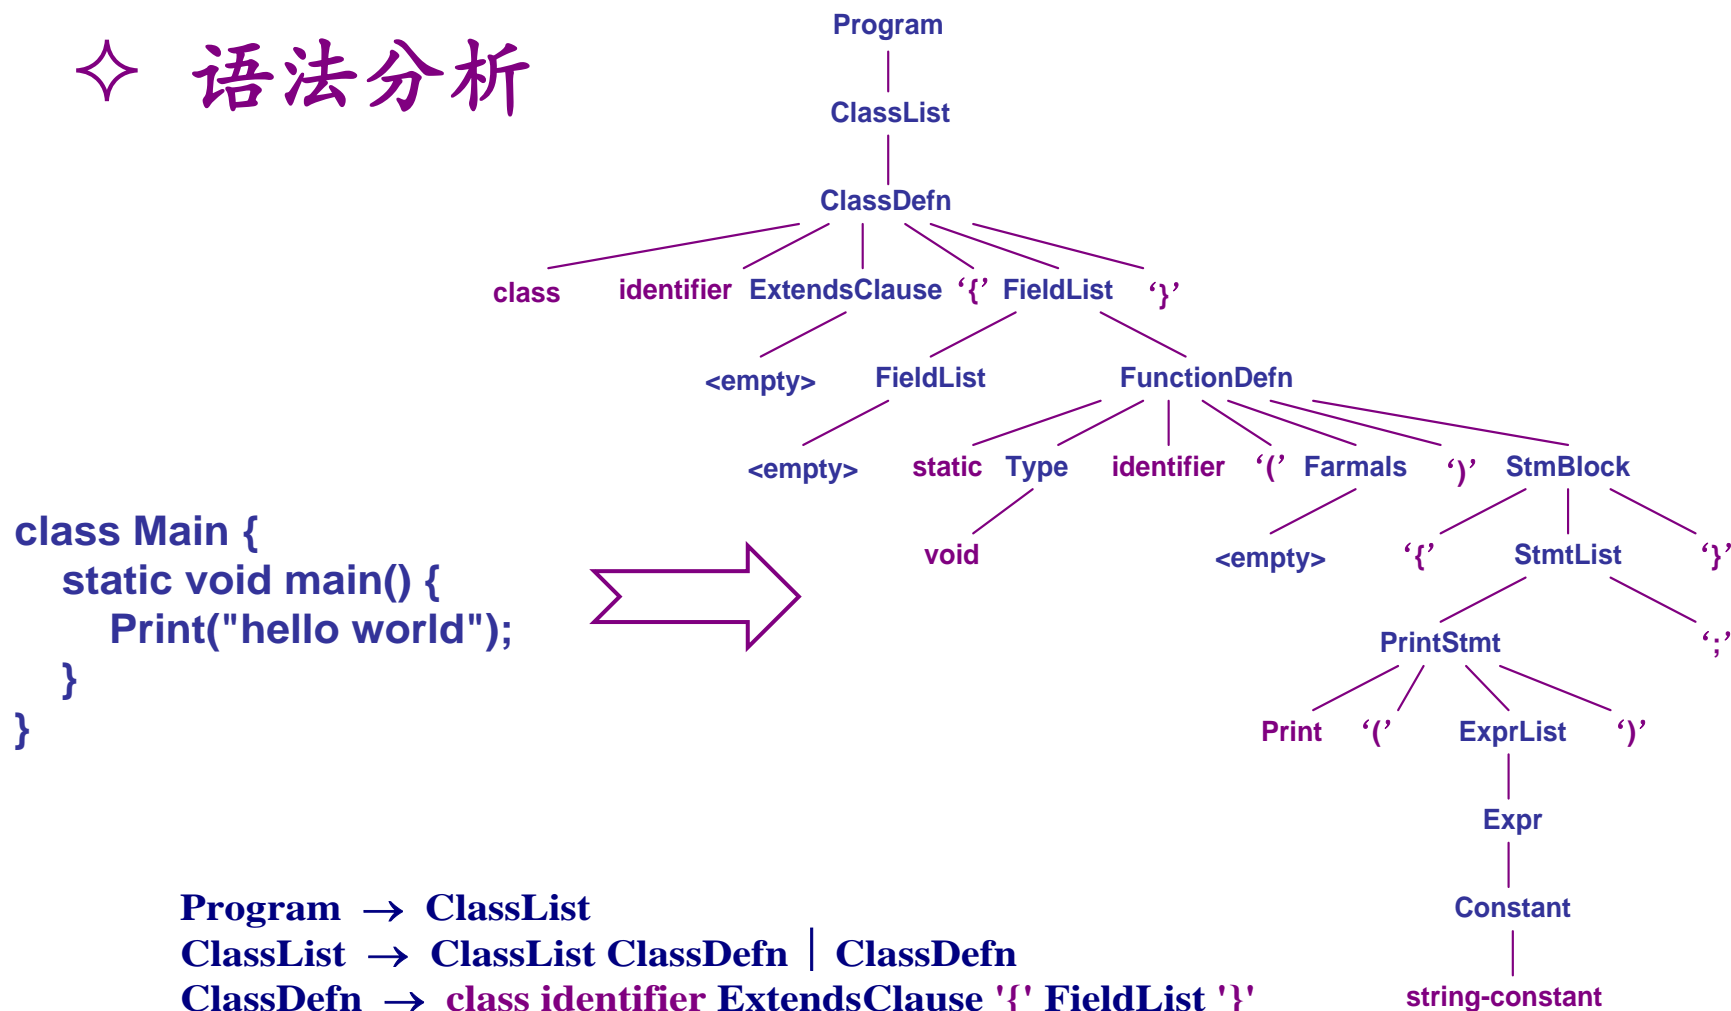 ✧ 语法分析
Program
ClassList
ClassDefn
class identifier ExtendsClause ‘{’ FieldList ‘}’
<empty> FieldList FunctionDefn
<empty> static Type identifier ‘(’ Farmals ‘)’ StmBlock
void <empty> ‘{’ StmtList ‘}’
PrintStmt ‘;’
Print ‘(’ ExprList ‘)’
Expr
Constant
string-constant
class Main {
static void main() {
Print("hello world");
}
}
Program → ClassList
ClassList → ClassList ClassDefn | ClassDefn
ClassDefn → class identifier ExtendsClause '{' FieldList '}'